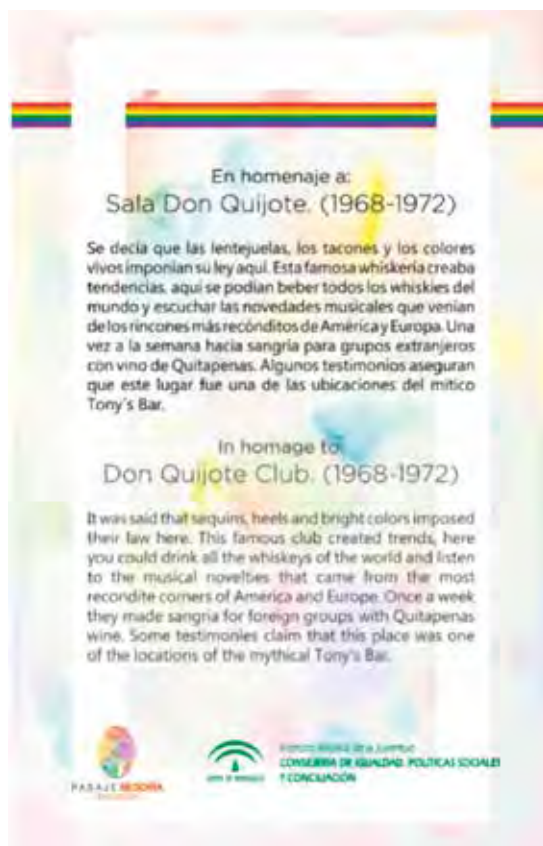 En homenaje a:
Sala Don Quijote. (1968-1972)
Se decía que las lentejuelas, los tacones y los colores
vivos imponían su ley aquí. Esta famosa whiskería creaba
tendencias, aquí se podían beber todos los whiskies del
mundo y escuchar las novedades musicales que venían
de los rincones más recónditos de América y Europa. Una
vez a la semana hacía sangría para grupos extranjeros
con vino de Quitapenas. Algunos testimonios aseguran
que este lugar fue una de las ubicaciones del mítico
Tony´s Bar.
In homage to:
Don Quijote Club. (1968-1972)
It was said that sequins, heels and bright colors imposed
their law here. This famous club created trends, here
you could drink all the whiskeys of the world and listen
to the musical novelties that came from the most
recondite corners of America and Europe. Once a week
they made sangria for foreign groups with Quitapenas
wine. Some testimonies claim that this place was one
of the locations of the mythical Tony's Bar.
PASAJE BEGOÑA
Instituto Andaluz de la Juventud
CONSEJERÍA DE IGUALDAD, POLÍTICAS SOCIALES
Y CONCILIACIÓN